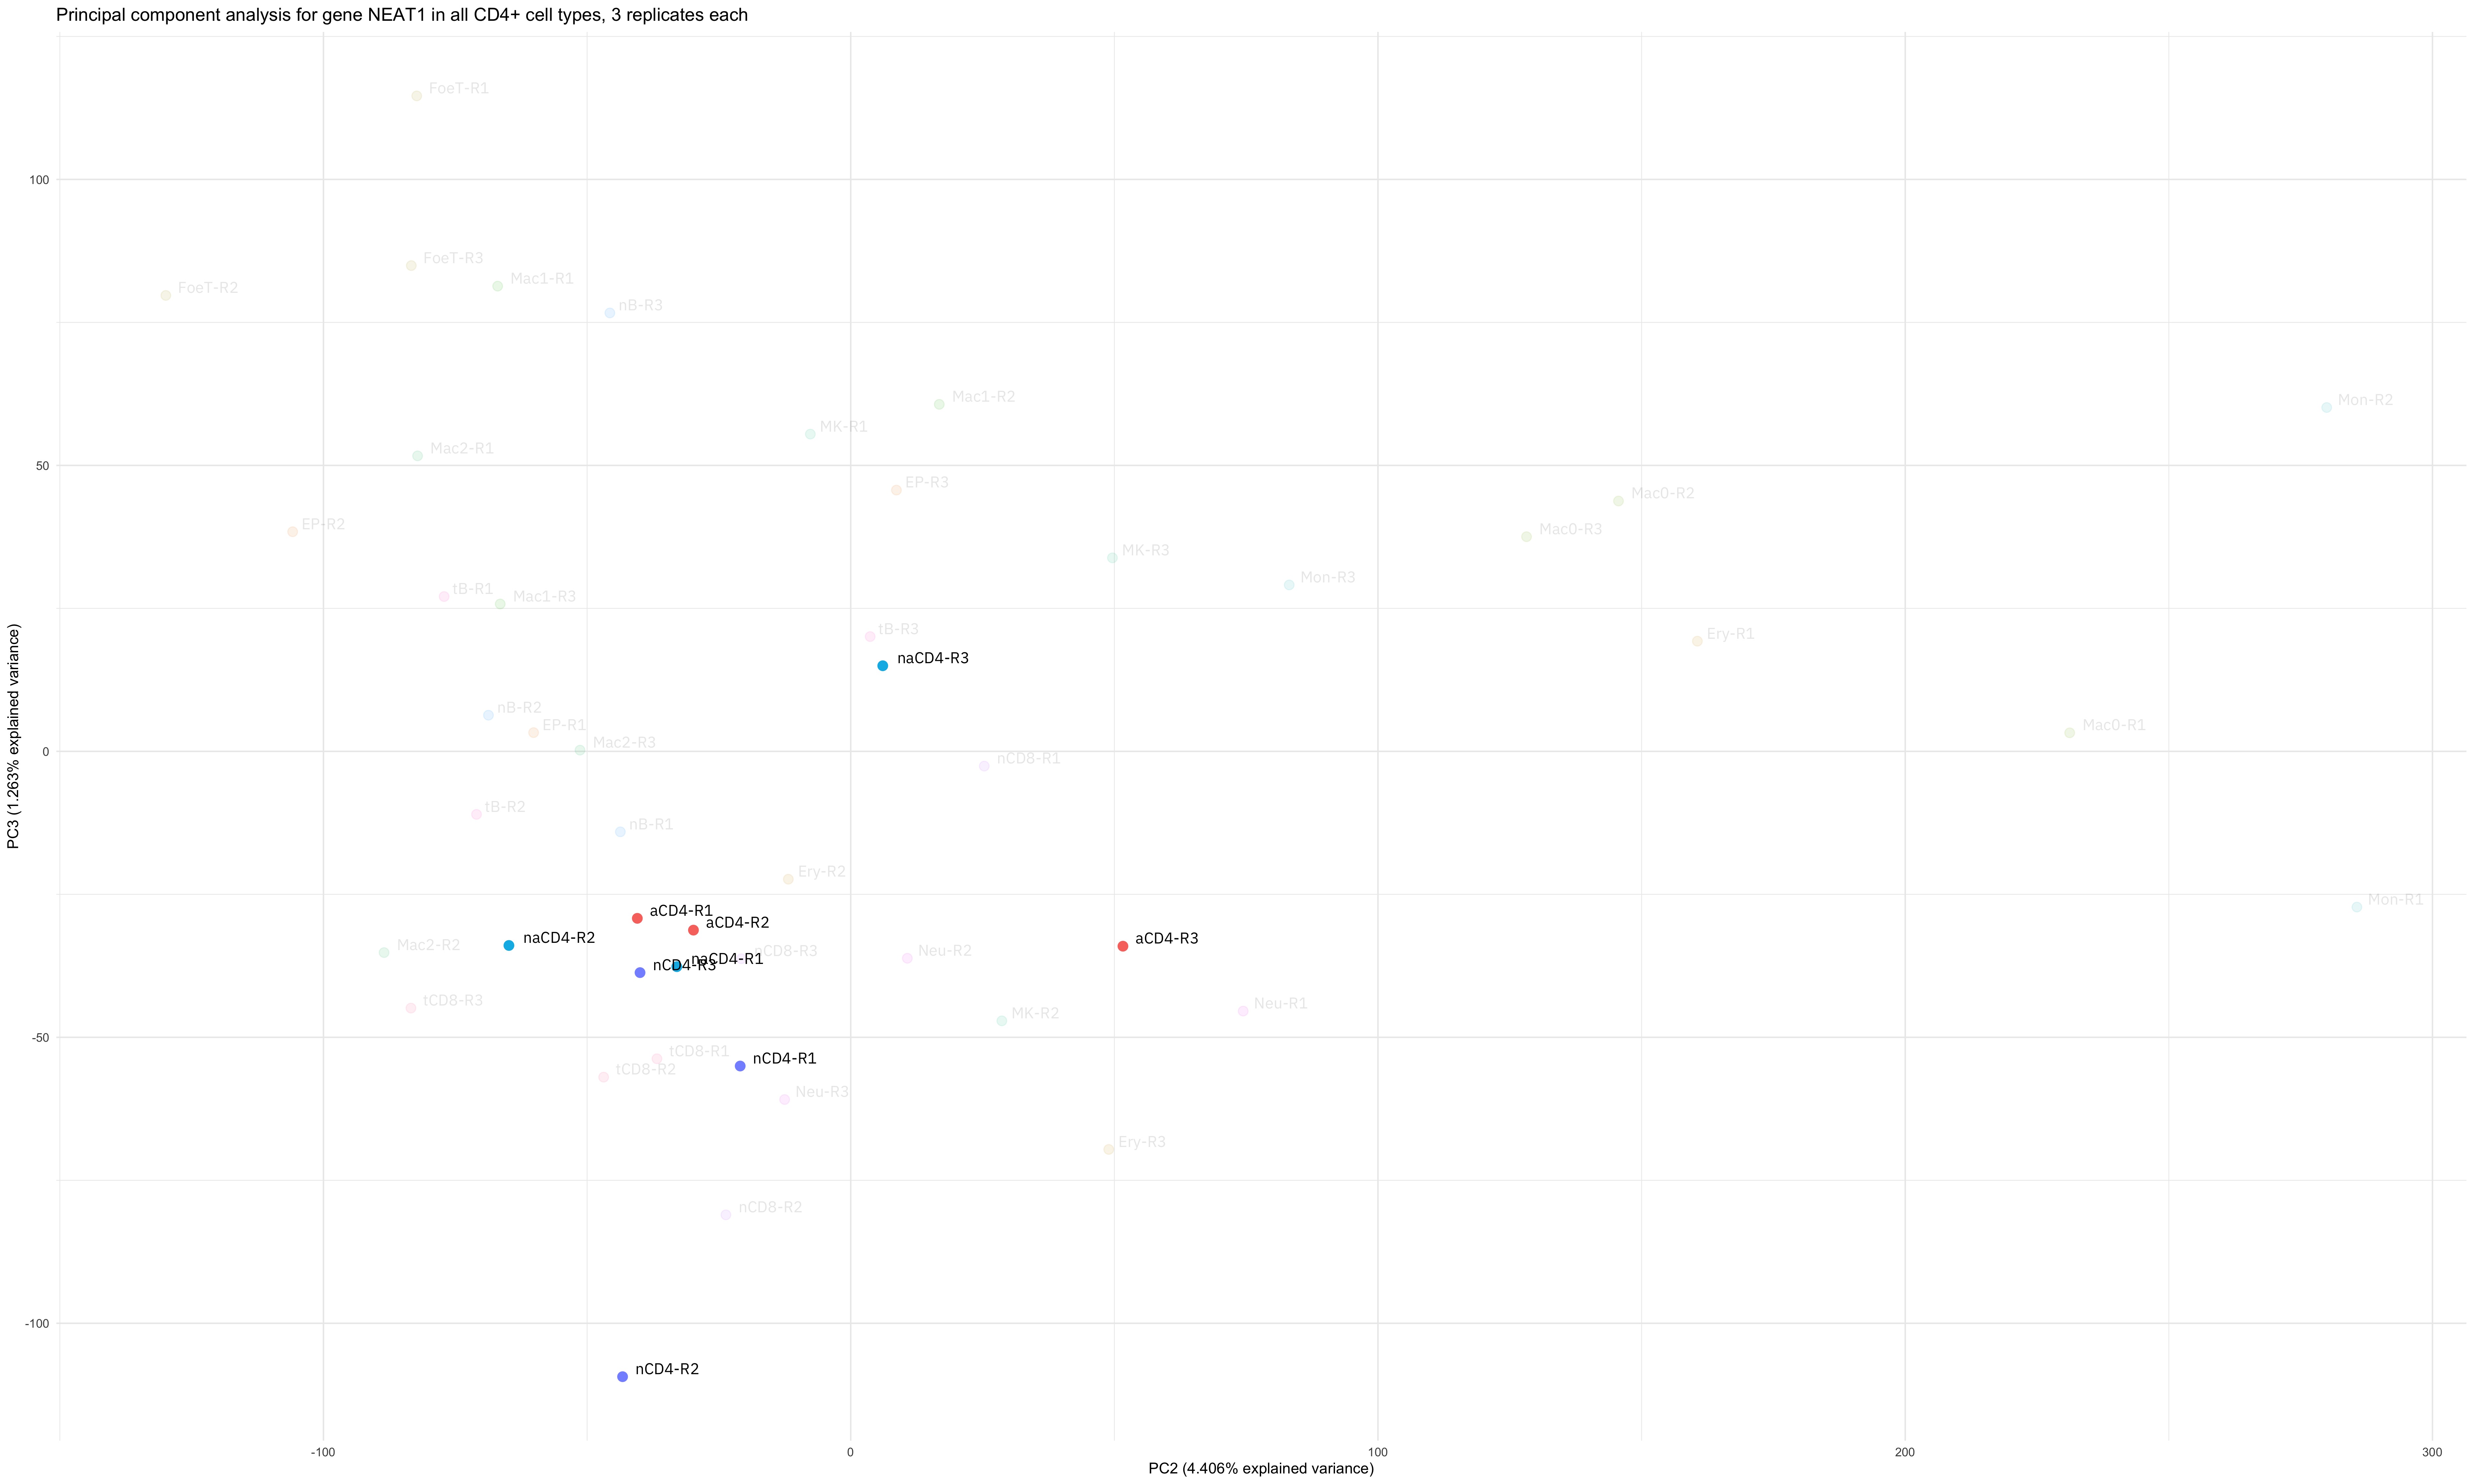 Principal component analysis for gene NEAT1 in all CD4+ cell types, 3 replicates each
FoeT-R1
100
FoeT-R3
Mac1-R1
FoeT-R2
nB-R3
Mac1-R2
Mon-R2
MK-R1
Mac2-R1
50
EP-R3
Mac0-R2
EP-R2
Mac0-R3
MK-R3
Mon-R3
tB-R1
Mac1-R3
tB-R3
Ery-R1
naCD4-R3
PC3 (1.263% explained variance)
nB-R2
EP-R1
Mac0-R1
Mac2-R3
0
nCD8-R1
tB-R2
nB-R1
Ery-R2
Mon-R1
aCD4-R1
aCD4-R2
naCD4-R2
aCD4-R3
Mac2-R2
nCD8-R3
Neu-R2
naCD4-R1
nCD4-R3
tCD8-R3
Neu-R1
MK-R2
-50
tCD8-R1
nCD4-R1
tCD8-R2
Neu-R3
Ery-R3
nCD8-R2
-100
nCD4-R2
-100 0 100 200 300
PC2 (4.406% explained variance)